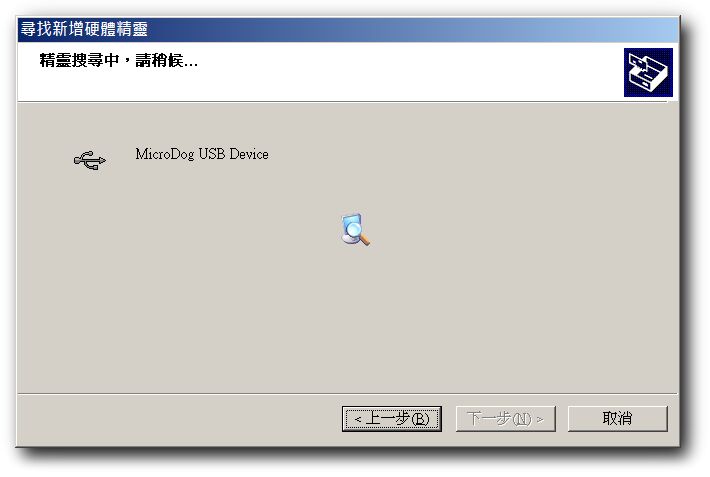 尋找新增硬體精靈
精靈搜尋中，請稍候...
MicroDog USB Device
< 上一步(B)
下一步(N) >
取消